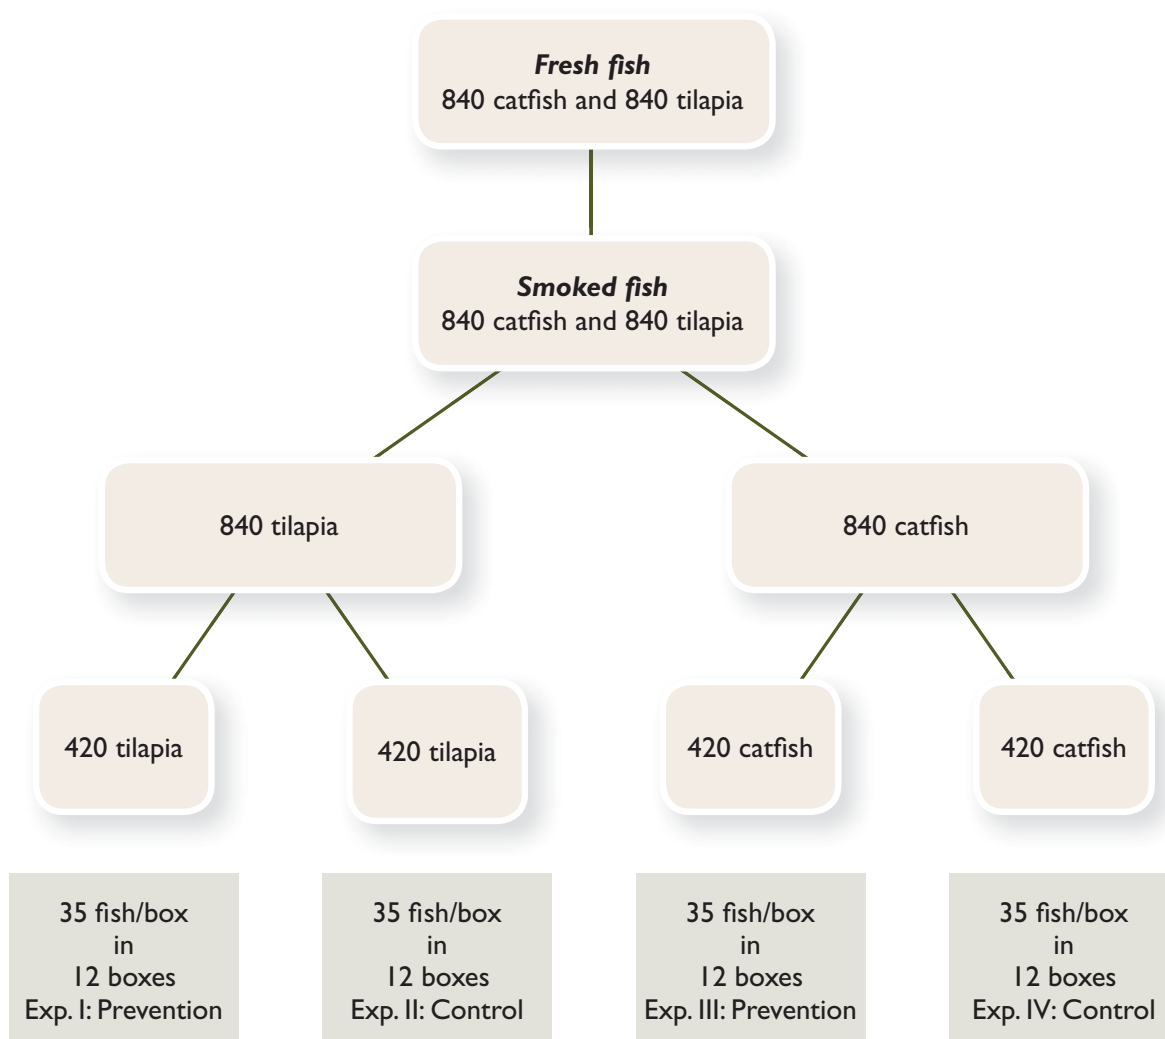 Fresh fish
840 catfish and 840 tilapia
Smoked fish
840 catfish and 840 tilapia
840 tilapia
840 catfish
420 tilapia
420 tilapia
420 catfish
420 catfish
35 fish/box
in
12 boxes
Exp. I: Prevention
35 fish/box
in
12 boxes
Exp. II: Control
35 fish/box
in
12 boxes
Exp. III: Prevention
35 fish/box
in
12 boxes
Exp. IV: Control